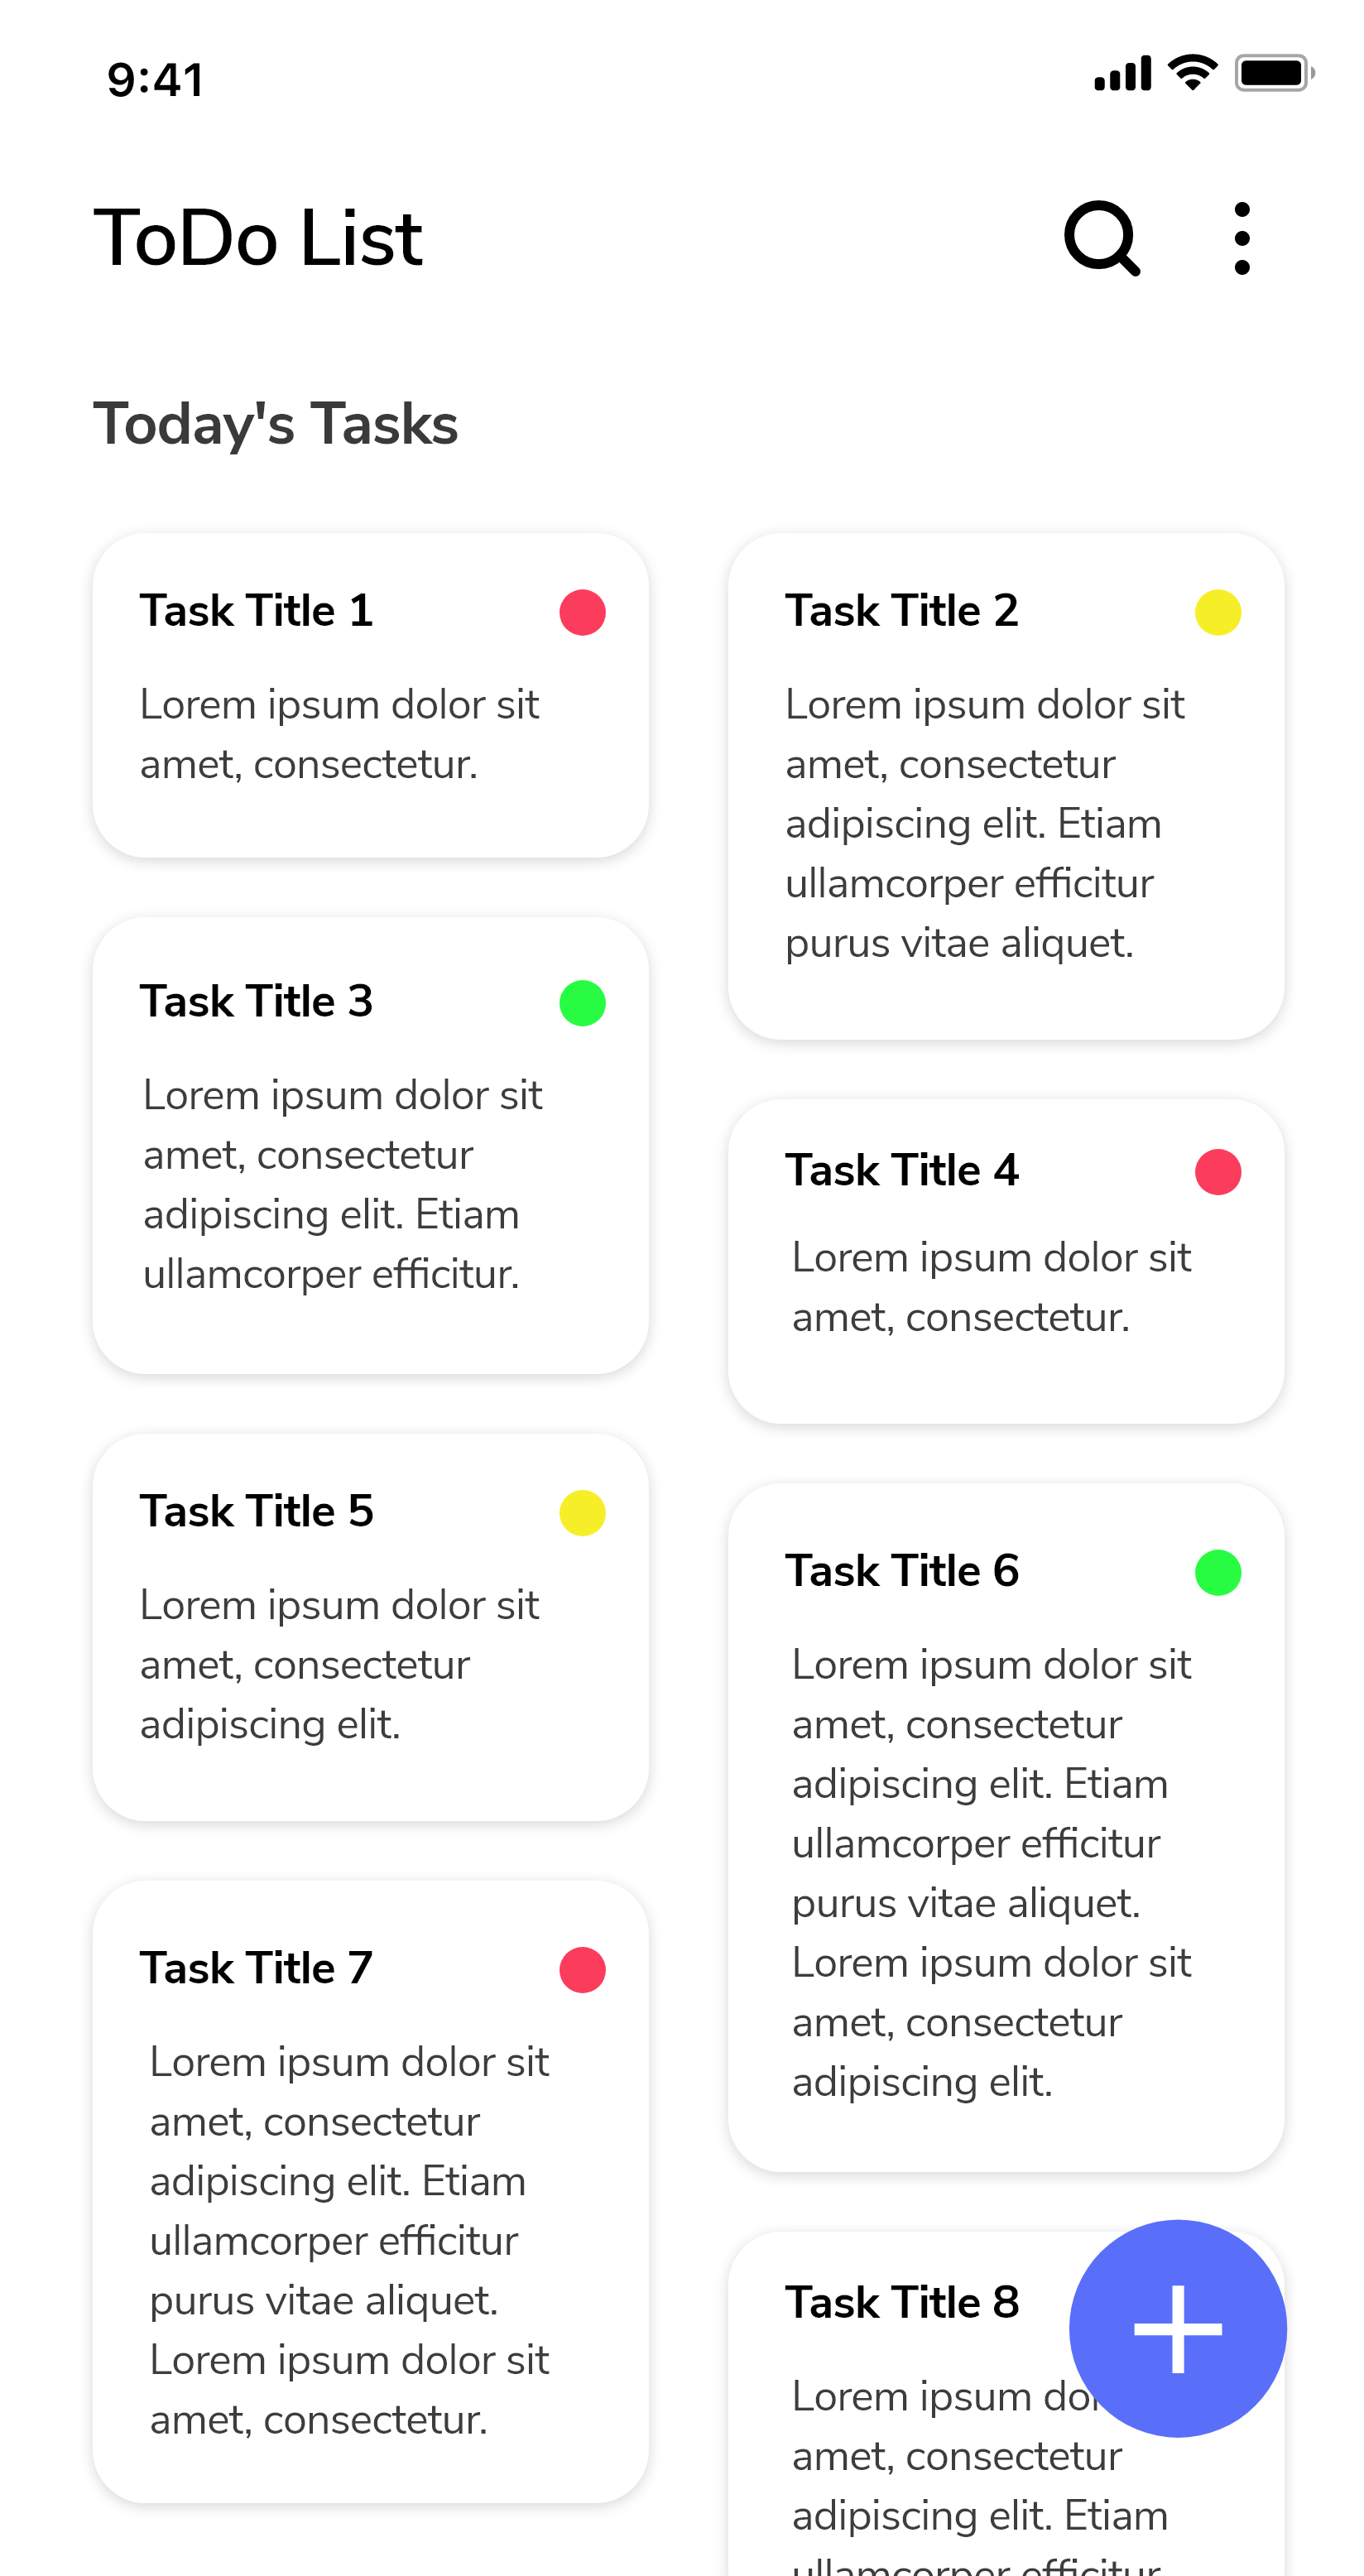 9:41
ToDo List
Today's Tasks
Task Title 1
Lorem ipsum dolor sit
amet, consectetur.
Task Title 2
Lorem ipsum dolor sit
amet, consectetur
adipiscing elit. Etiam
ullamcorper efficitur
purus vitae aliquet.
Task Title 3
Lorem ipsum dolor sit
amet, consectetur
adipiscing elit. Etiam
ullamcorper efficitur.
Task Title 4
Lorem ipsum dolor sit
amet, consectetur.
Task Title 5
Lorem ipsum dolor sit
amet, consectetur
adipiscing elit.
Task Title 6
Lorem ipsum dolor sit
amet, consectetur
adipiscing elit. Etiam
ullamcorper efficitur
purus vitae aliquet.
Lorem ipsum dolor sit
amet, consectetur
adipiscing elit.
Task Title 7
Lorem ipsum dolor sit
amet, consectetur
adipiscing elit. Etiam
ullamcorper efficitur
purus vitae aliquet.
Lorem ipsum dolor sit
amet, consectetur.
Task Title 8
Lorem ipsum
amet, consectetur
adipiscing elit. Etiam
ullamcorper efficitur